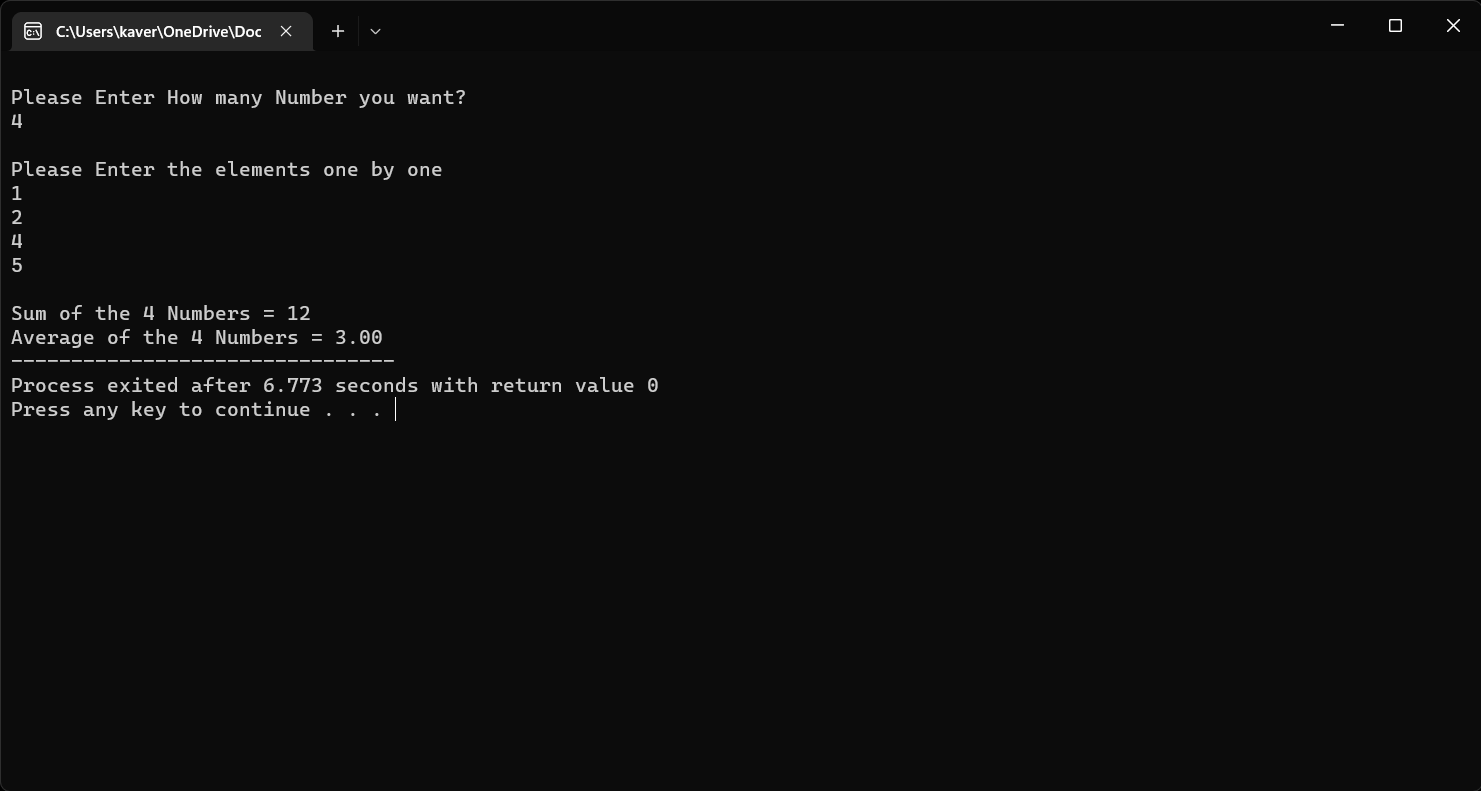 C:\Users\kaver\OneDrive\Doc
Please Enter How many Number you want?
4
Please Enter the elements one by one
1
2
4
5
Sum of the 4 Numbers = 12
Average of the 4 Numbers = 3.00
--------------------------------
Process exited after 6.773 seconds with return value 0
Press any key to continue . . .